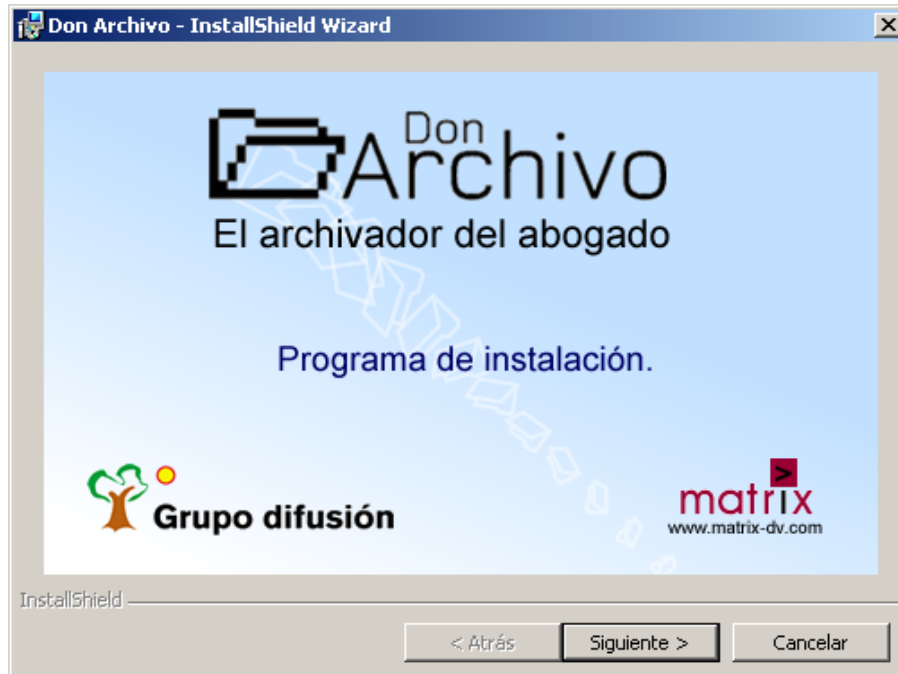 Don Archivo - InstallShield Wizard
Don
Archivo
El archivador del abogado
Programa de instalación.
Grupo difusión
matrix
www.matrix-dv.com
InstallShield
< Atrás
Siguiente >
Cancelar